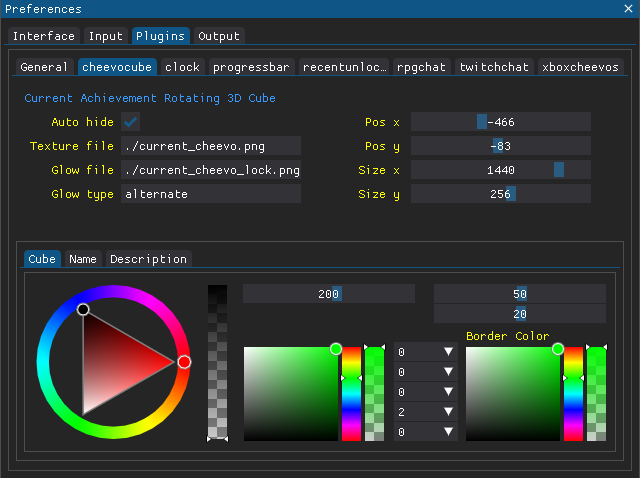 Preferences
Interface Input Plugins Output
General cheevocube clock progressbar recentunloc… rpgchat twitchchat xboxcheevos
Current Achievement Rotating 3D Cube
Auto hide Pos x -466
Texture file ./current_cheevo.png Pos y -83
Glow file ./current_cheevo_lock.png Size x 1440
Glow type alternate Size y 256
Cube Name Description
200 50
20
Border Color
0
0
0
2
0